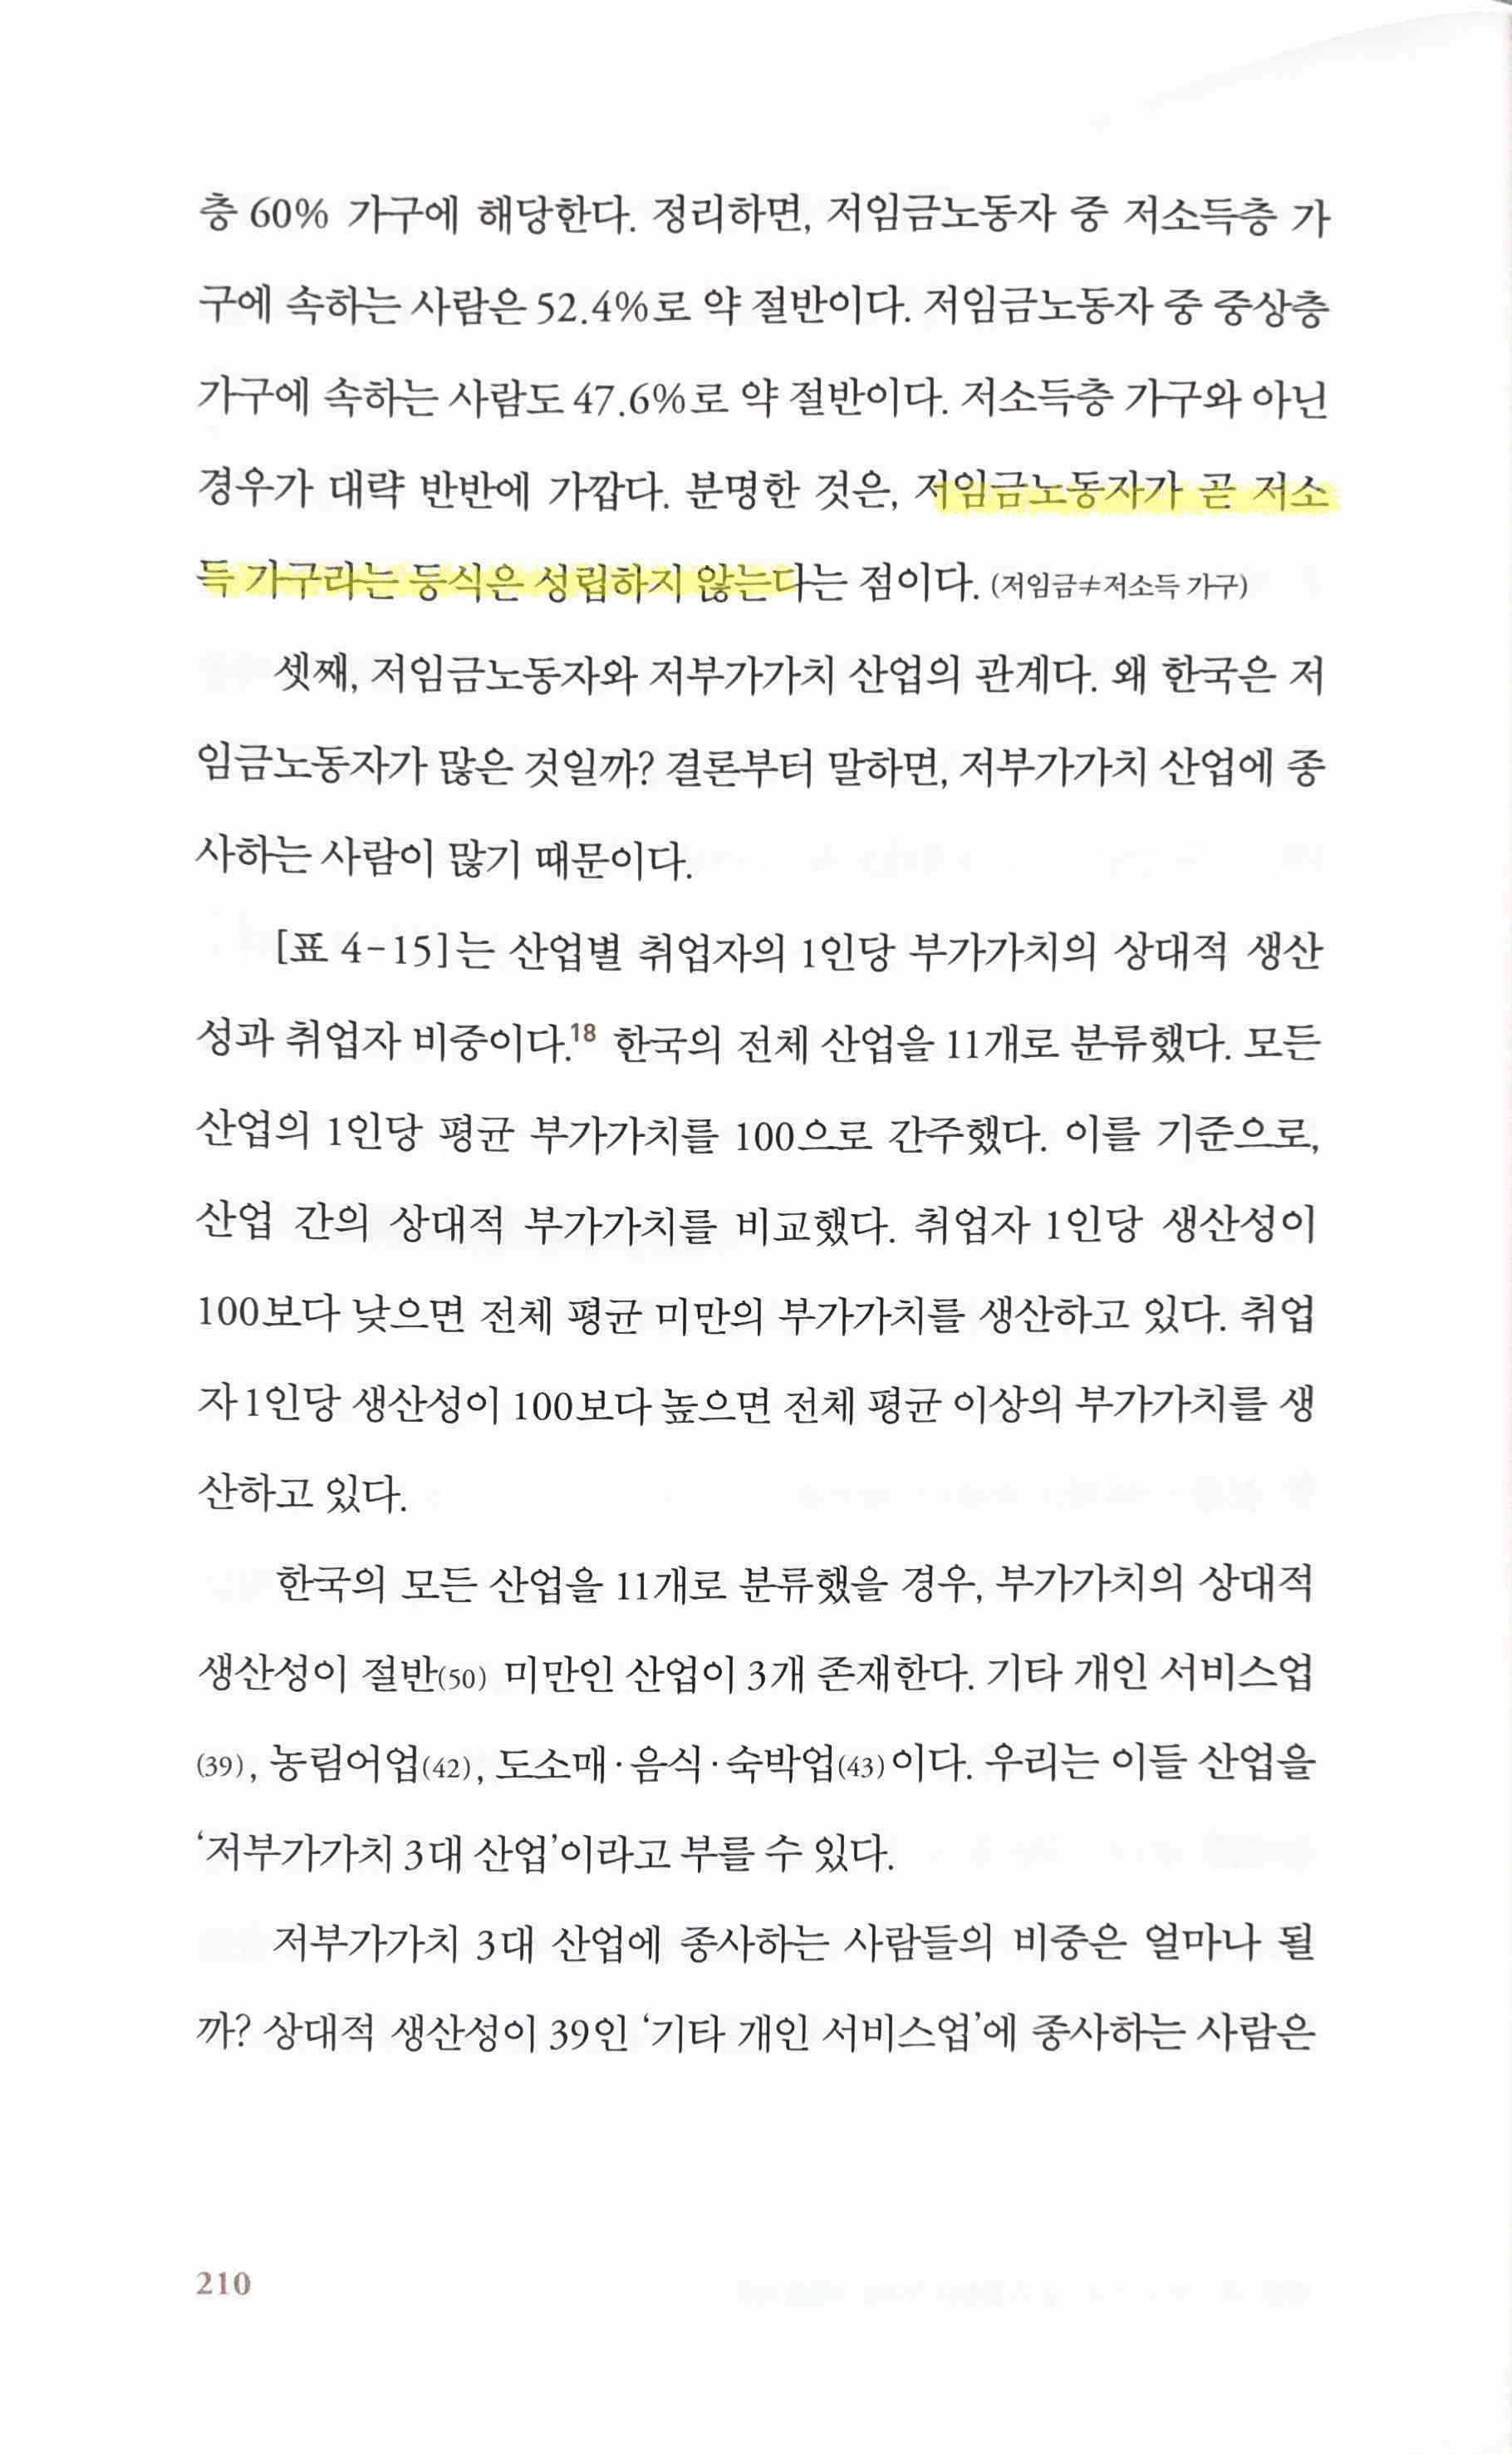 층 60% 가구에 해당한다. 정리하면, 저임금노동자 중 저소득층 가
구에 속하는 사람은 52.4%로 약 절반이다. 저임금노동자 중 중상층
가구에 속하는 사람도 47.6%로 약 절반이다. 저소득층 가구와 아닌
경우가 대략 반반에 가깝다. 분명한 것은, 저임금노동자가 곧 저소
득 가구라는 등식은 성립하지 않는다는 점이다. (저임금≠저소득 가구)
셋째, 저임금노동자와 저부가가치 산업의 관계다. 왜 한국은 저
임금노동자가 많은 것일까? 결론부터 말하면, 저부가가치 산업에 종
사하는 사람이 많기 때문이다.
[표 4-15]는 산업별 취업자의 1인당 부가가치의 상대적 생산
성과 취업자 비중이다.18 한국의 전체 산업을 11개로 분류했다. 모든
산업의 1인당 평균 부가가치를 100으로 간주했다. 이를 기준으로,
산업 간의 상대적 부가가치를 비교했다. 취업자 1인당 생산성이
100보다 낮으면 전체 평균 미만의 부가가치를 생산하고 있다. 취업
자 1인당 생산성이 100보다 높으면 전체 평균 이상의 부가가치를 생
산하고 있다.
한국의 모든 산업을 11개로 분류했을 경우, 부가가치의 상대적
생산성이 절반(50) 미만인 산업이 3개 존재한다. 기타 개인 서비스업
(39), 농림어업(42), 도소매·음식·숙박업(43)이다. 우리는 이들 산업을
‘저부가가치 3대 산업’이라고 부를 수 있다.
저부가가치 3대 산업에 종사하는 사람들의 비중은 얼마나 될
까? 상대적 생산성이 39인 ‘기타 개인 서비스업’에 종사하는 사람은
210